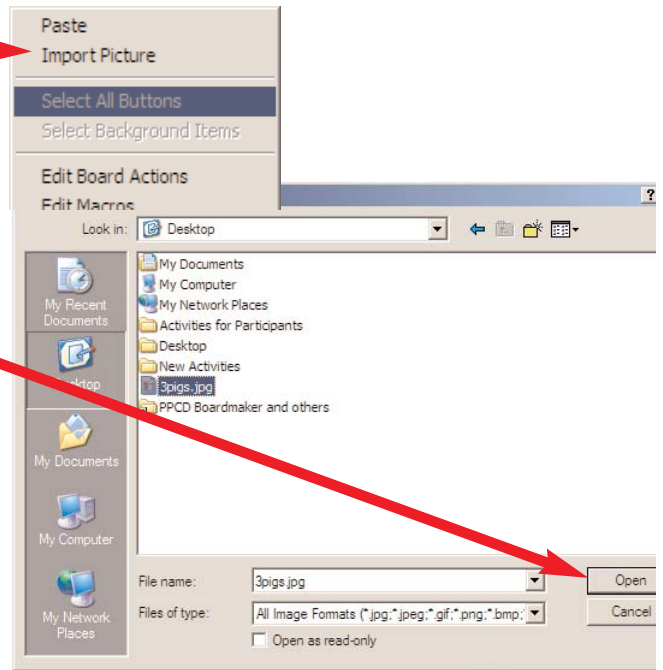 Paste
Import Picture
Select All Buttons
Select Background Items
Edit Board Actions
Edit Macros
?
Look in:
Desktop
My Recent
Documents
Desktop
My Documents
My Computer
My Network
Places
My Documents
My Computer
My Network Places
Activities for Participants
Desktop
New Activities
3pigs.jpg
PPCD Boardmaker and others
File name:
3pigs.jpg
Open
Files of type:
All Image Formats (*.jpg;*.jpeg;*.gif;*.png;*.bmp;
Cancel
Open as read-only